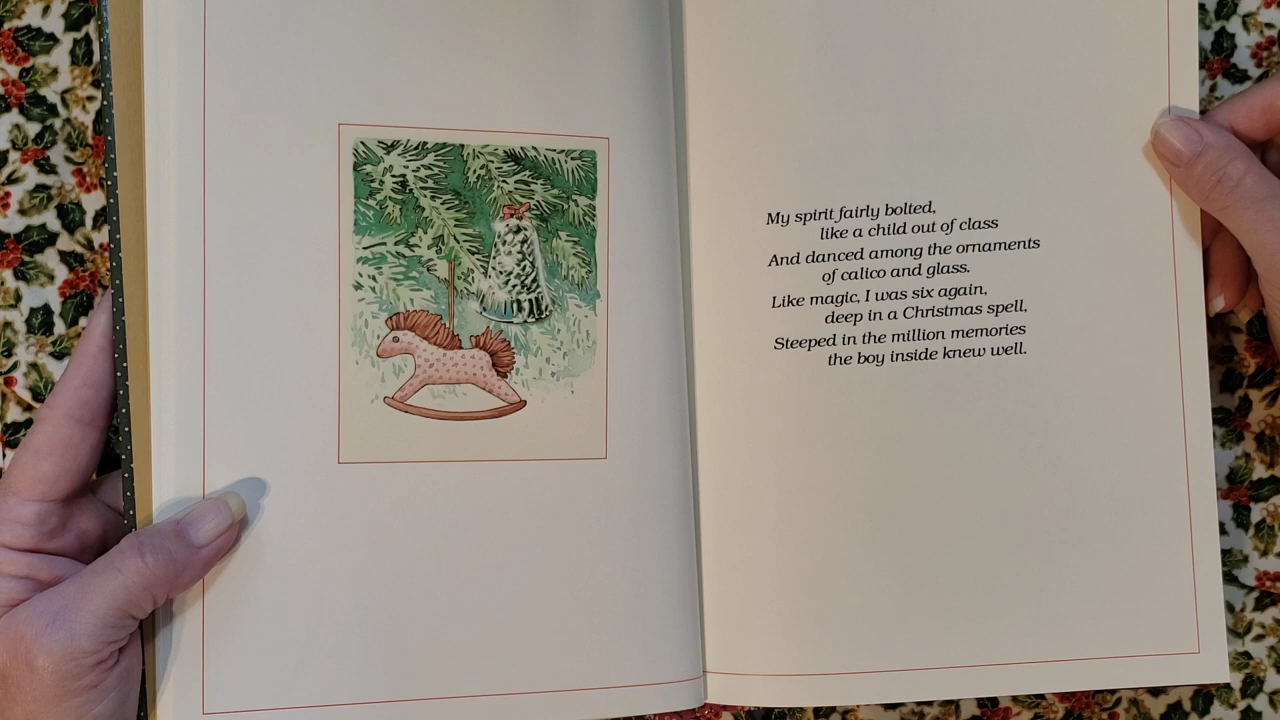 My spirit fairly bolted,
like a child out of class
And danced among the ornaments
of calico and glass.
Like magic, I was six again,
deep in a Christmas spell,
Steeped in the million memories
the boy inside knew well.